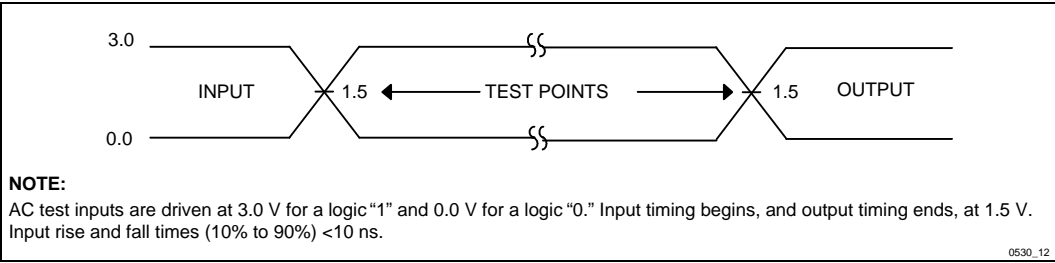 3.0
INPUT 1.5 TEST POINTS 1.5 OUTPUT
0.0
NOTE:
AC test inputs are driven at 3.0 V for a logic “1” and 0.0 V for a logic “0.” Input timing begins, and output timing ends, at 1.5 V.
Input rise and fall times (10% to 90%) <10 ns.
0530_12